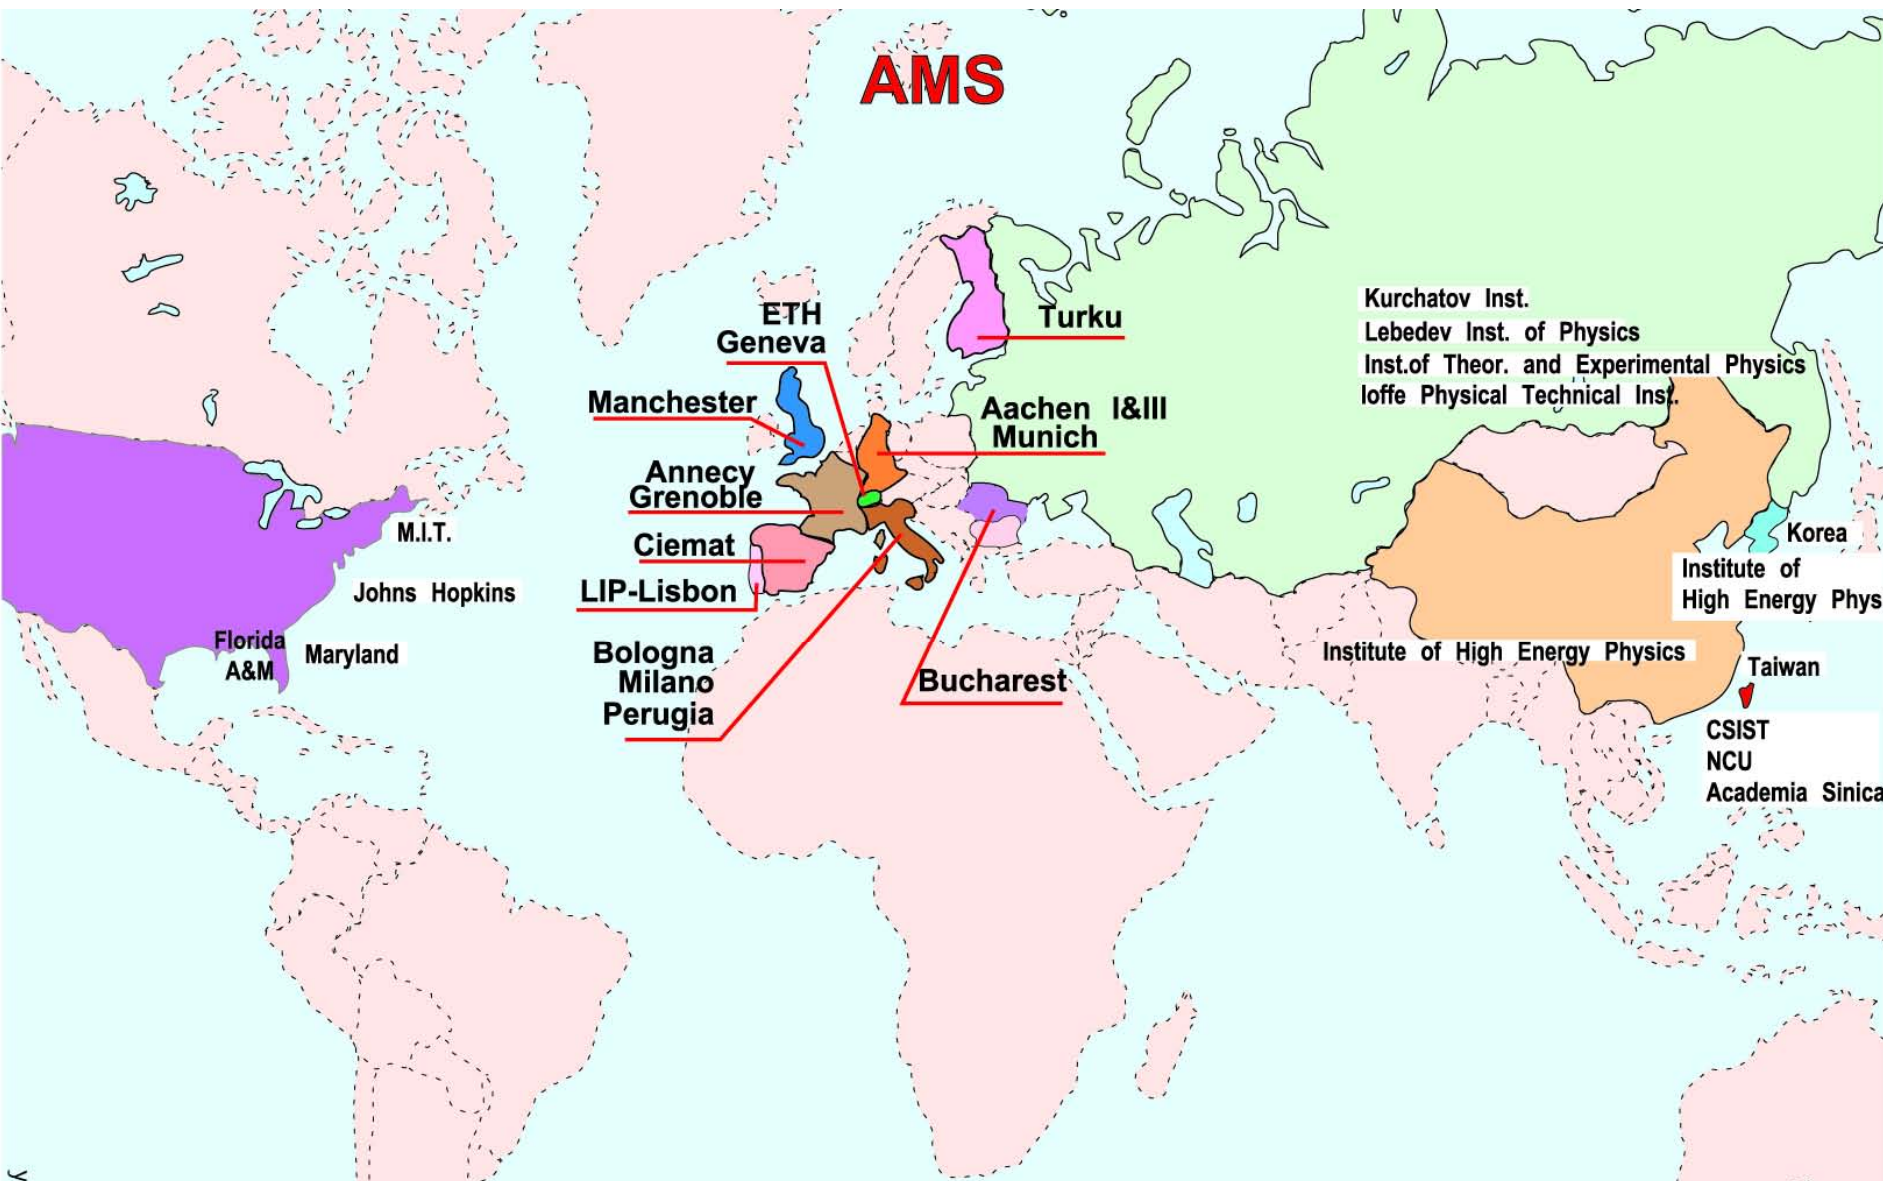 AMS
ETH
Geneva
Turku
Manchester
Aachen I&III
Munich
Annecy
Grenoble
Ciemat
LIP-Lisbon
Bologna
Milano
Perugia
Bucharest
M.I.T.
Johns Hopkins
Florida
A&M
Maryland
Kurchatov Inst.
Lebedev Inst. of Physics
Inst.of Theor. and Experimental Physics
Ioffe Physical Technical Inst.
Korea
Institute of
High Energy Phys
Institute of High Energy Physics
Taiwan
CSIST
NCU
Academia Sinica
y